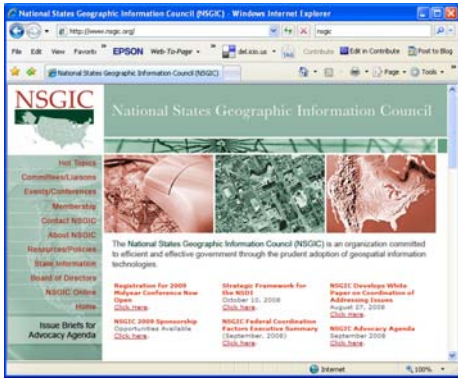 National States Geographic Information Council (NSGIC) - Windows Internet Explorer
http://www.nsgic.org/
nsgic
File Edit View Favorites EPSON Web-To-Page del.icio.us TAG Contribute Edit in Contribute Post to Blog
National States Geographic Information Council (NSGIC)
Page Tools
NSGIC
National States Geographic Information Council
Hot Topics
Committees/Liaisons
Events/Conferences
Membership
Contact NSGIC
About NSGIC
Resources/Policies
State Information
Board of Directors
NSGIC Online
Home
Issue Briefs for
Advocacy Agenda
The National States Geographic Information Council (NSGIC) is an organization committed
to efficient and effective government through the prudent adoption of geospatial information
technologies.
Registration for 2009
Midyear Conference Now
Open
Click Here.
NSGIC 2009 Sponsorship
Opportunities Available
Click Here.
Strategic Framework for
the NSDI
October 10, 2008
Click here.
NSGIC Federal Coordination
Factors Executive Summary
(September, 2008)
Click here.
NSGIC Develops White
Paper on Coordination of
Addressing Issues
August 27, 2008
Click here.
NSGIC Advocacy Agenda
September 2008
Click here.
Internet
100%